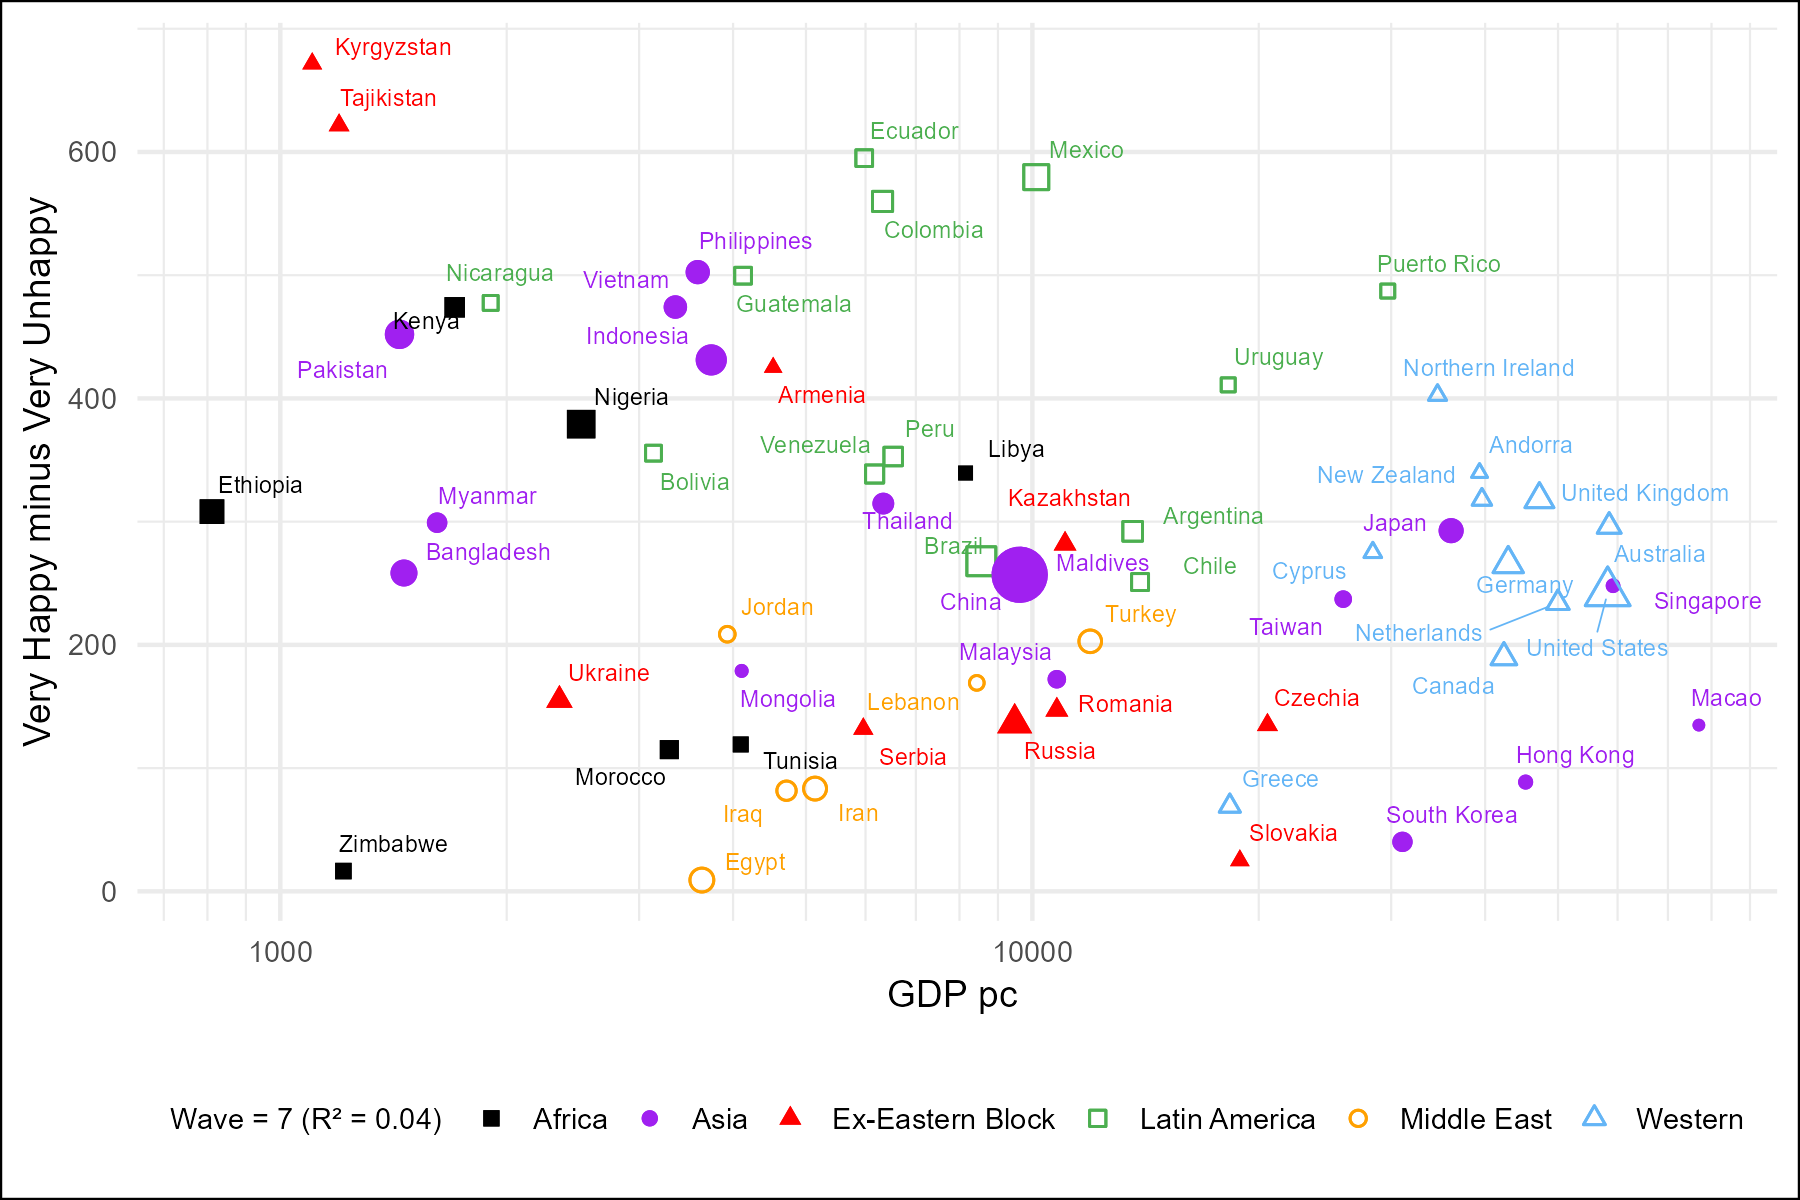 Kyrgyzstan
Tajikistan
Ecuador
600
Mexico
Colombia
Philippines
Puerto Rico
Nicaragua
Vietnam
Guatemala
Kenya
Indonesia
Uruguay
Pakistan
Northern Ireland
Armenia
400
Nigeria
Peru
Venezuela
Libya
Andorra
New Zealand
Bolivia
Ethiopia
United Kingdom
Myanmar
Kazakhstan
Argentina
Thailand
Japan
Brazil
Bangladesh
Australia
Maldives
Chile
Cyprus
Germany
China
Singapore
Jordan
Turkey
Taiwan
Netherlands
200
United States
Malaysia
Ukraine
Canada
Mongolia
Lebanon
Romania
Czechia
Macao
Serbia
Russia
Hong Kong
Tunisia
Morocco
Greece
Iraq
Iran
South Korea
Slovakia
Zimbabwe
Egypt
0
Very Happy minus Very Unhappy
1000 10000
GDP pc
Wave = 7 (R² = 0.04) Africa Asia Ex-Eastern Block Latin America Middle East Western